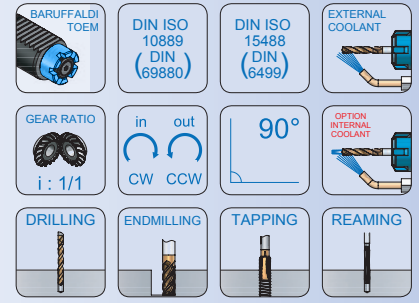 BARUFFALDI
TOEM
DIN ISO
10889
(DIN
69880)
DIN ISO
15488
(DIN
6499)
EXTERNAL
COOLANT
GEAR RATIO
i : 1/1
in out
CW CCW
90°
OPTION
INTERNAL
COOLANT
DRILLING
ENDMILLING
TAPPING
REAMING